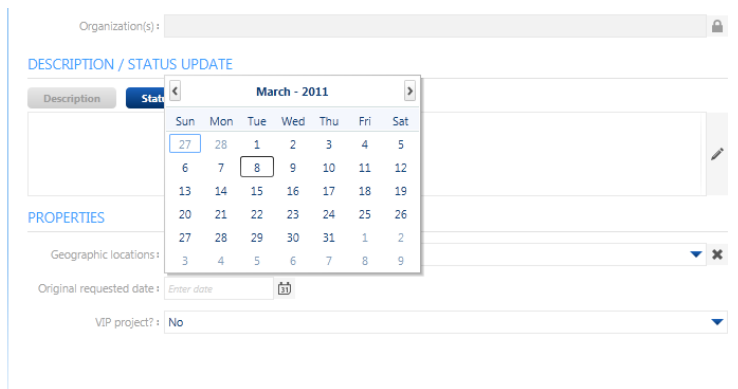 Organization(s) :
DESCRIPTION / STATUS UPDATE
Description Stat
March - 2011
Sun Mon Tue Wed Thu Fri Sat
27 28 1 2 3 4 5
6 7 8 9 10 11 12
13 14 15 16 17 18 19
20 21 22 23 24 25 26
27 28 29 30 31 1 2
3 4 5 6 7 8 9
PROPERTIES
Geographic locations :
Original requested date : Enter date 31
VIP project? : No